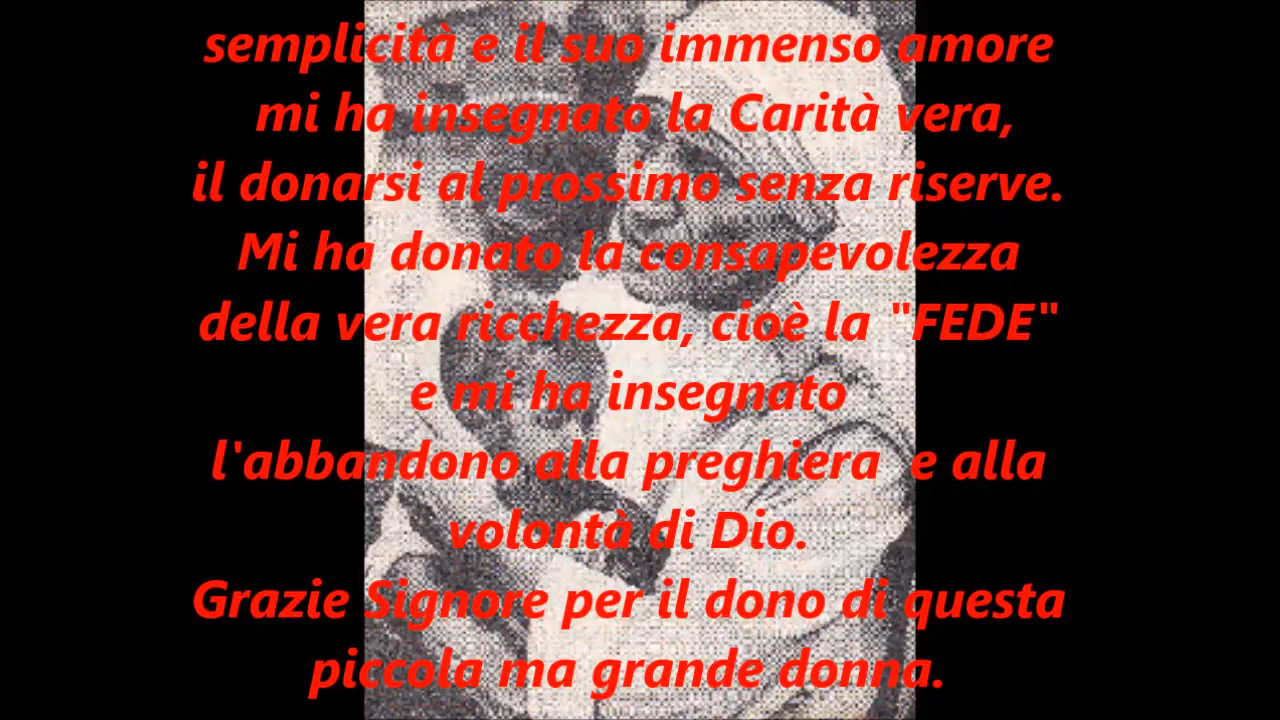 semplicità e il suo immenso amore
mi ha insegnato la Carità vera,
il donarsi al prossimo senza riserve.
Mi ha donato la consapevolezza
della vera ricchezza, cioè la "FEDE"
e mi ha insegnato
l'abbandono alla preghiera  e alla
volontà di Dio.
Grazie Signore per il dono di questa
piccola ma grande donna.